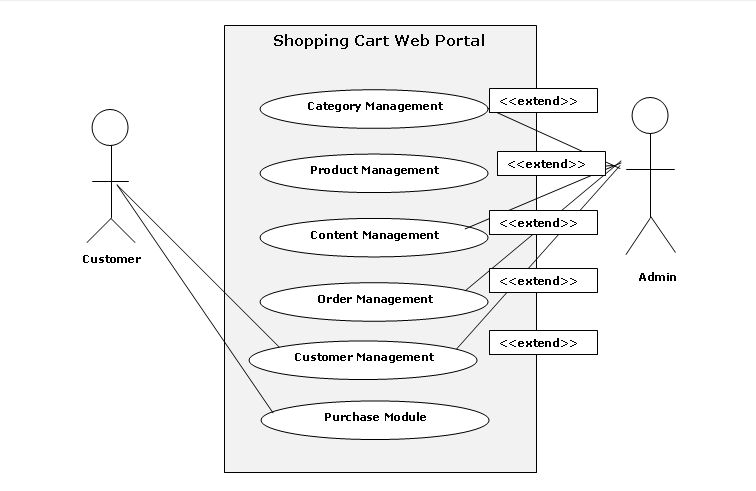 Shopping Cart Web Portal
Category Management
<<extend>>
Product Management
<<extend>>
Content Management
<<extend>>
Order Management
<<extend>>
Customer Management
<<extend>>
Purchase Module
Customer
Admin